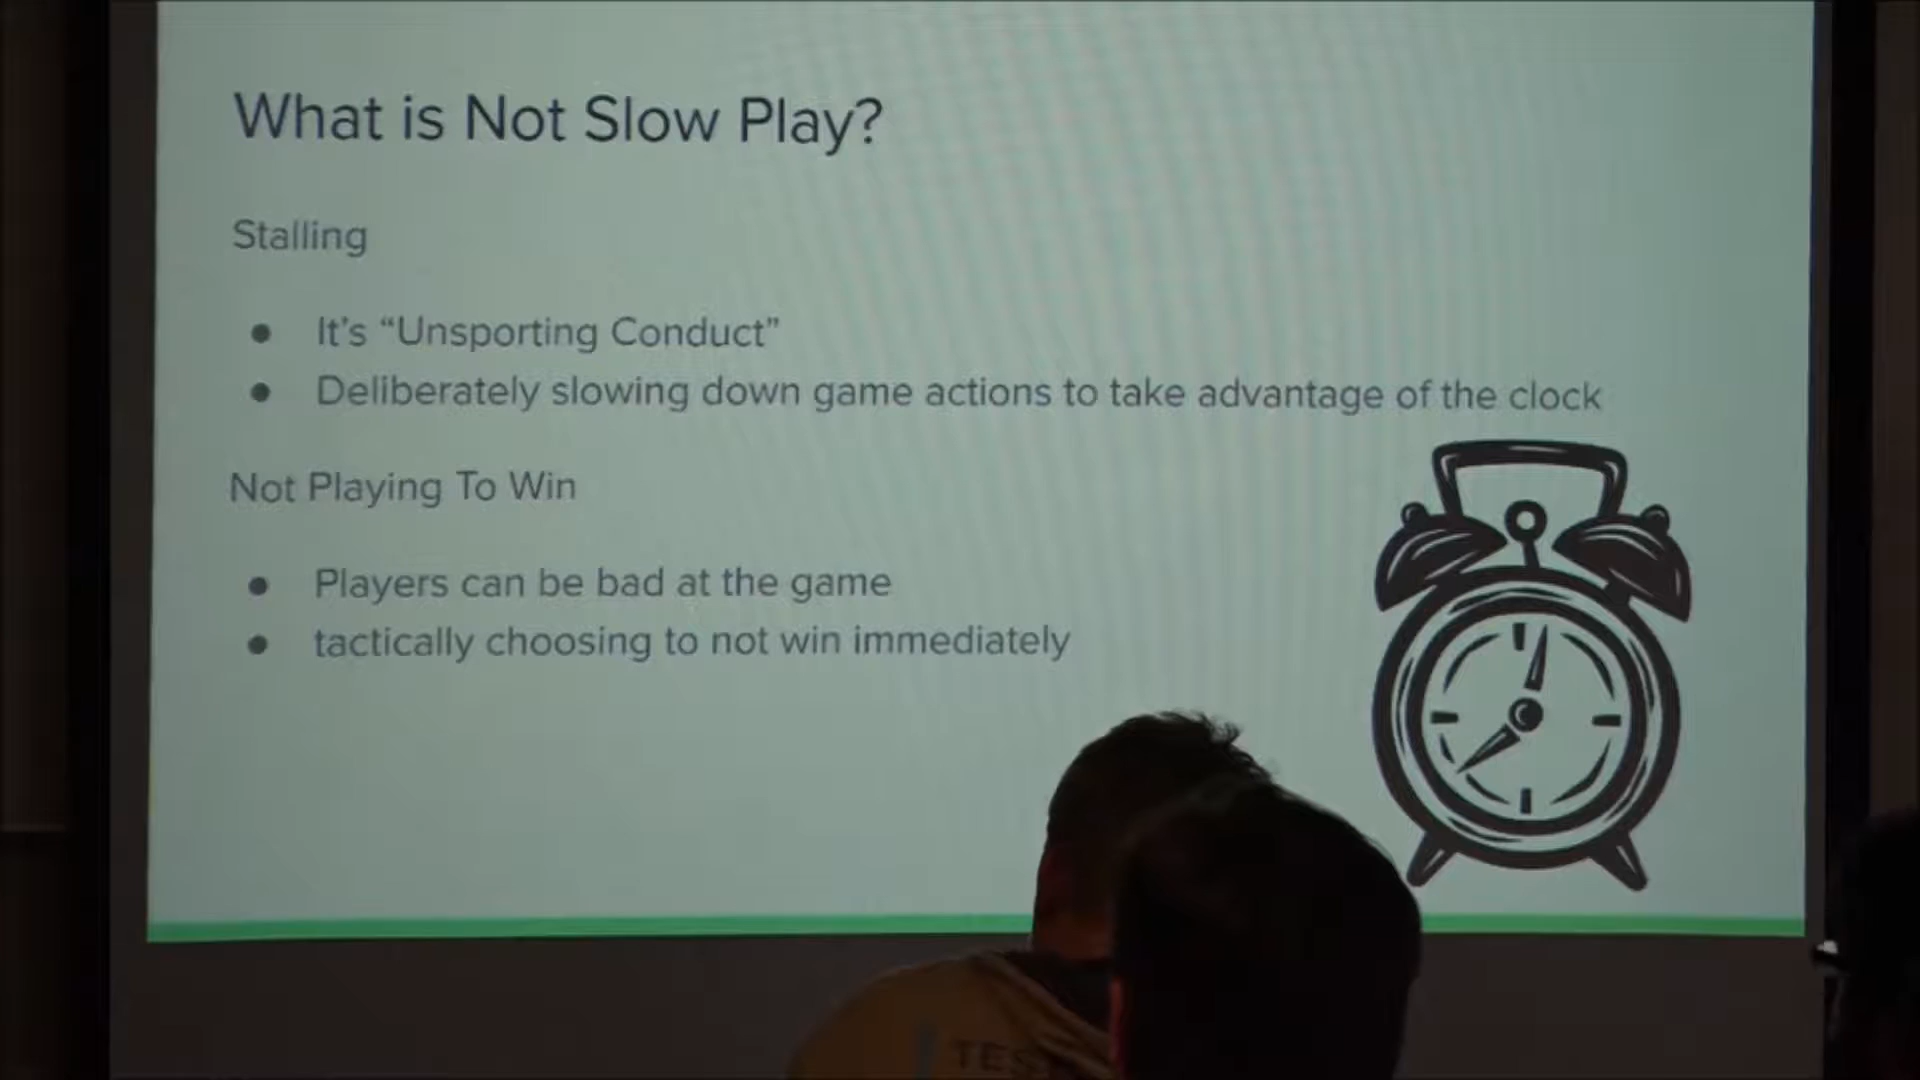 What is Not Slow Play?
Stalling
● It's “Unsporting Conduct”
● Deliberately slowing down game actions to take advantage of the clock
Not Playing To Win
● Players can be bad at the game
● tactically choosing to not win immediately